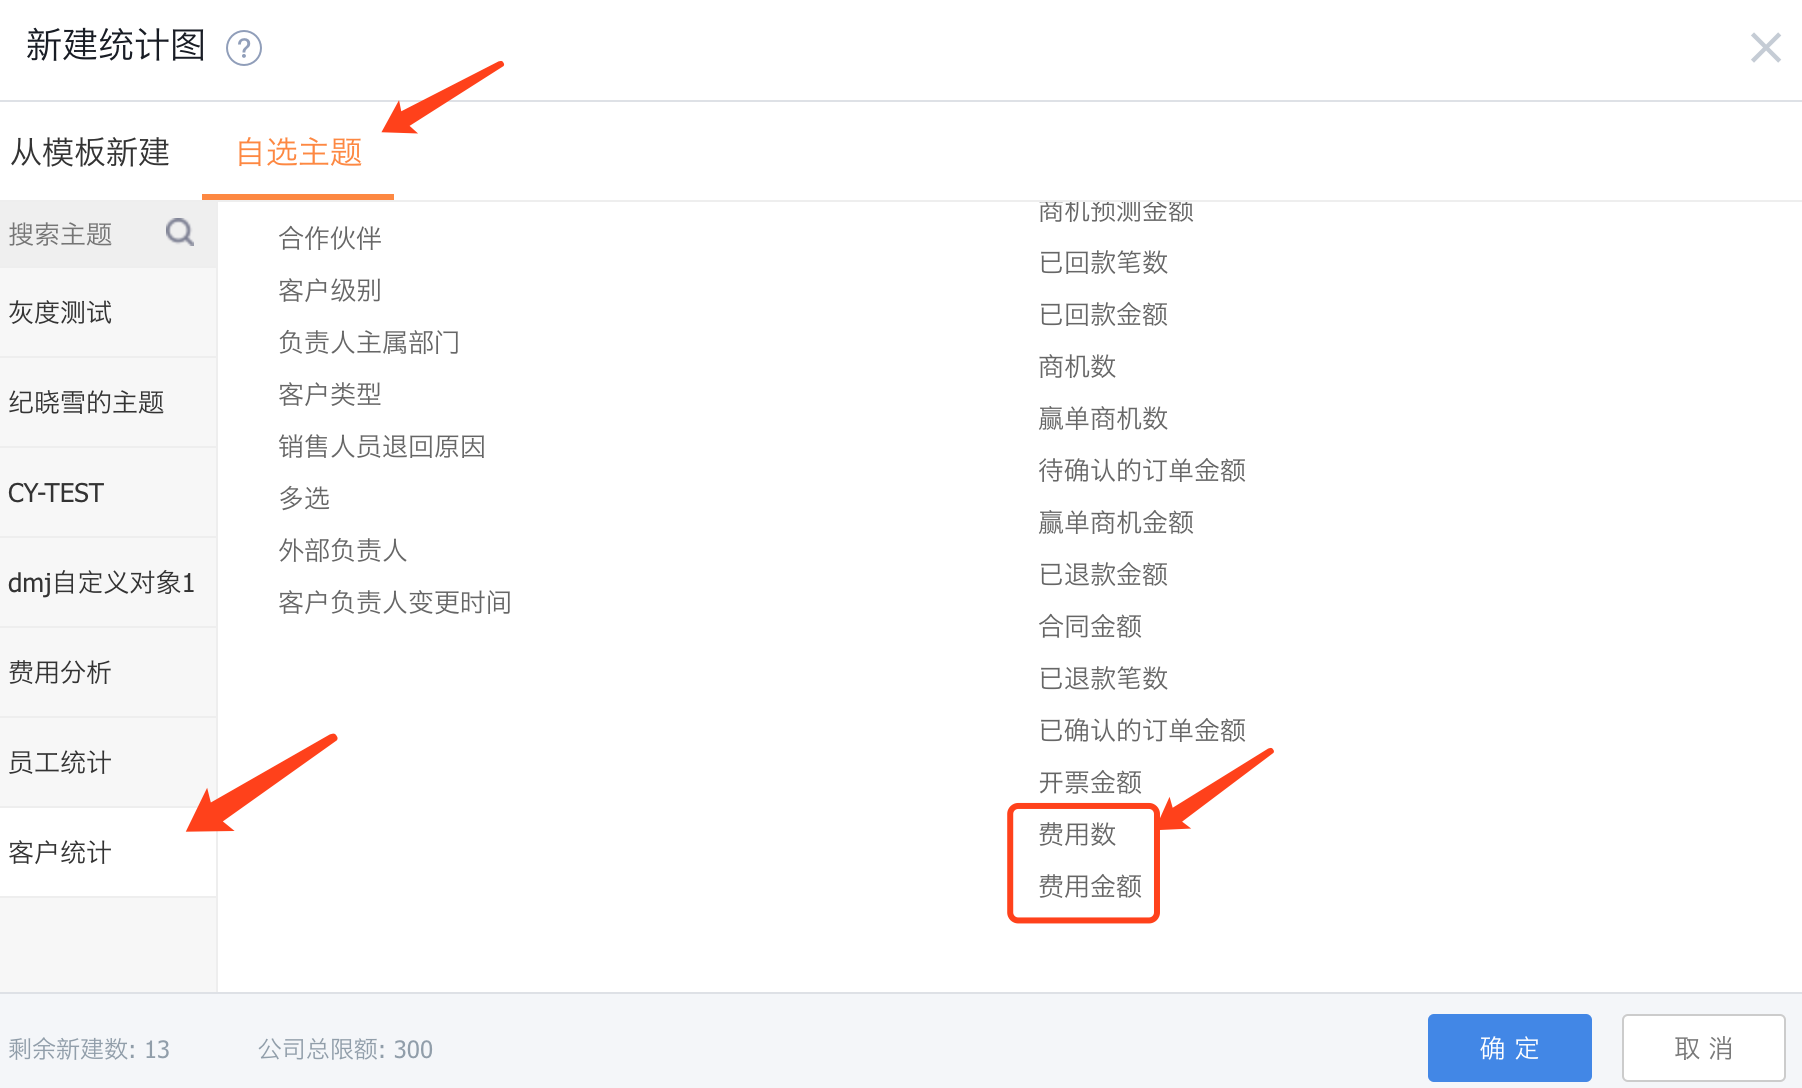 新建统计图 ?
从模板新建
自选主题
搜索主题
灰度测试
纪晓雪的主题
CY-TEST
dmj自定义对象1
费用分析
员工统计
客户统计
合作伙伴
客户级别
负责人主属部门
客户类型
销售人员退回原因
多选
外部负责人
客户负责人变更时间
商机预测金额
已回款笔数
已回款金额
商机数
赢单商机数
待确认的订单金额
赢单商机金额
已退款金额
合同金额
已退款笔数
已确认的订单金额
开票金额
费用数
费用金额
剩余新建数: 13
公司总限额: 300
确 定
取 消